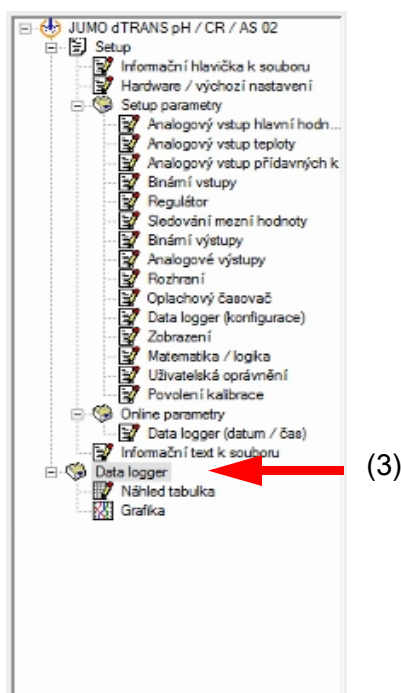 JUMO dTRANS pH / CR / AS 02
Setup
Informační hlavička k souboru
Hardware / výchozí nastavení
Setup parametry
Analogový vstup hlavní hodn...
Analogový vstup teploty
Analogový vstup přídavných k
Binární vstupy
Regulátor
Sledování mezní hodnoty
Binární výstupy
Analogové výstupy
Rozhraní
Oplachový časovač
Data logger (konfigurace)
Zobrazení
Matematika / logika
Uživatelská oprávnění
Povolení kalibrace
Online parametry
Data logger (datum / čas)
Informační text k souboru
Data logger (3)
Náhled tabulka
Grafika